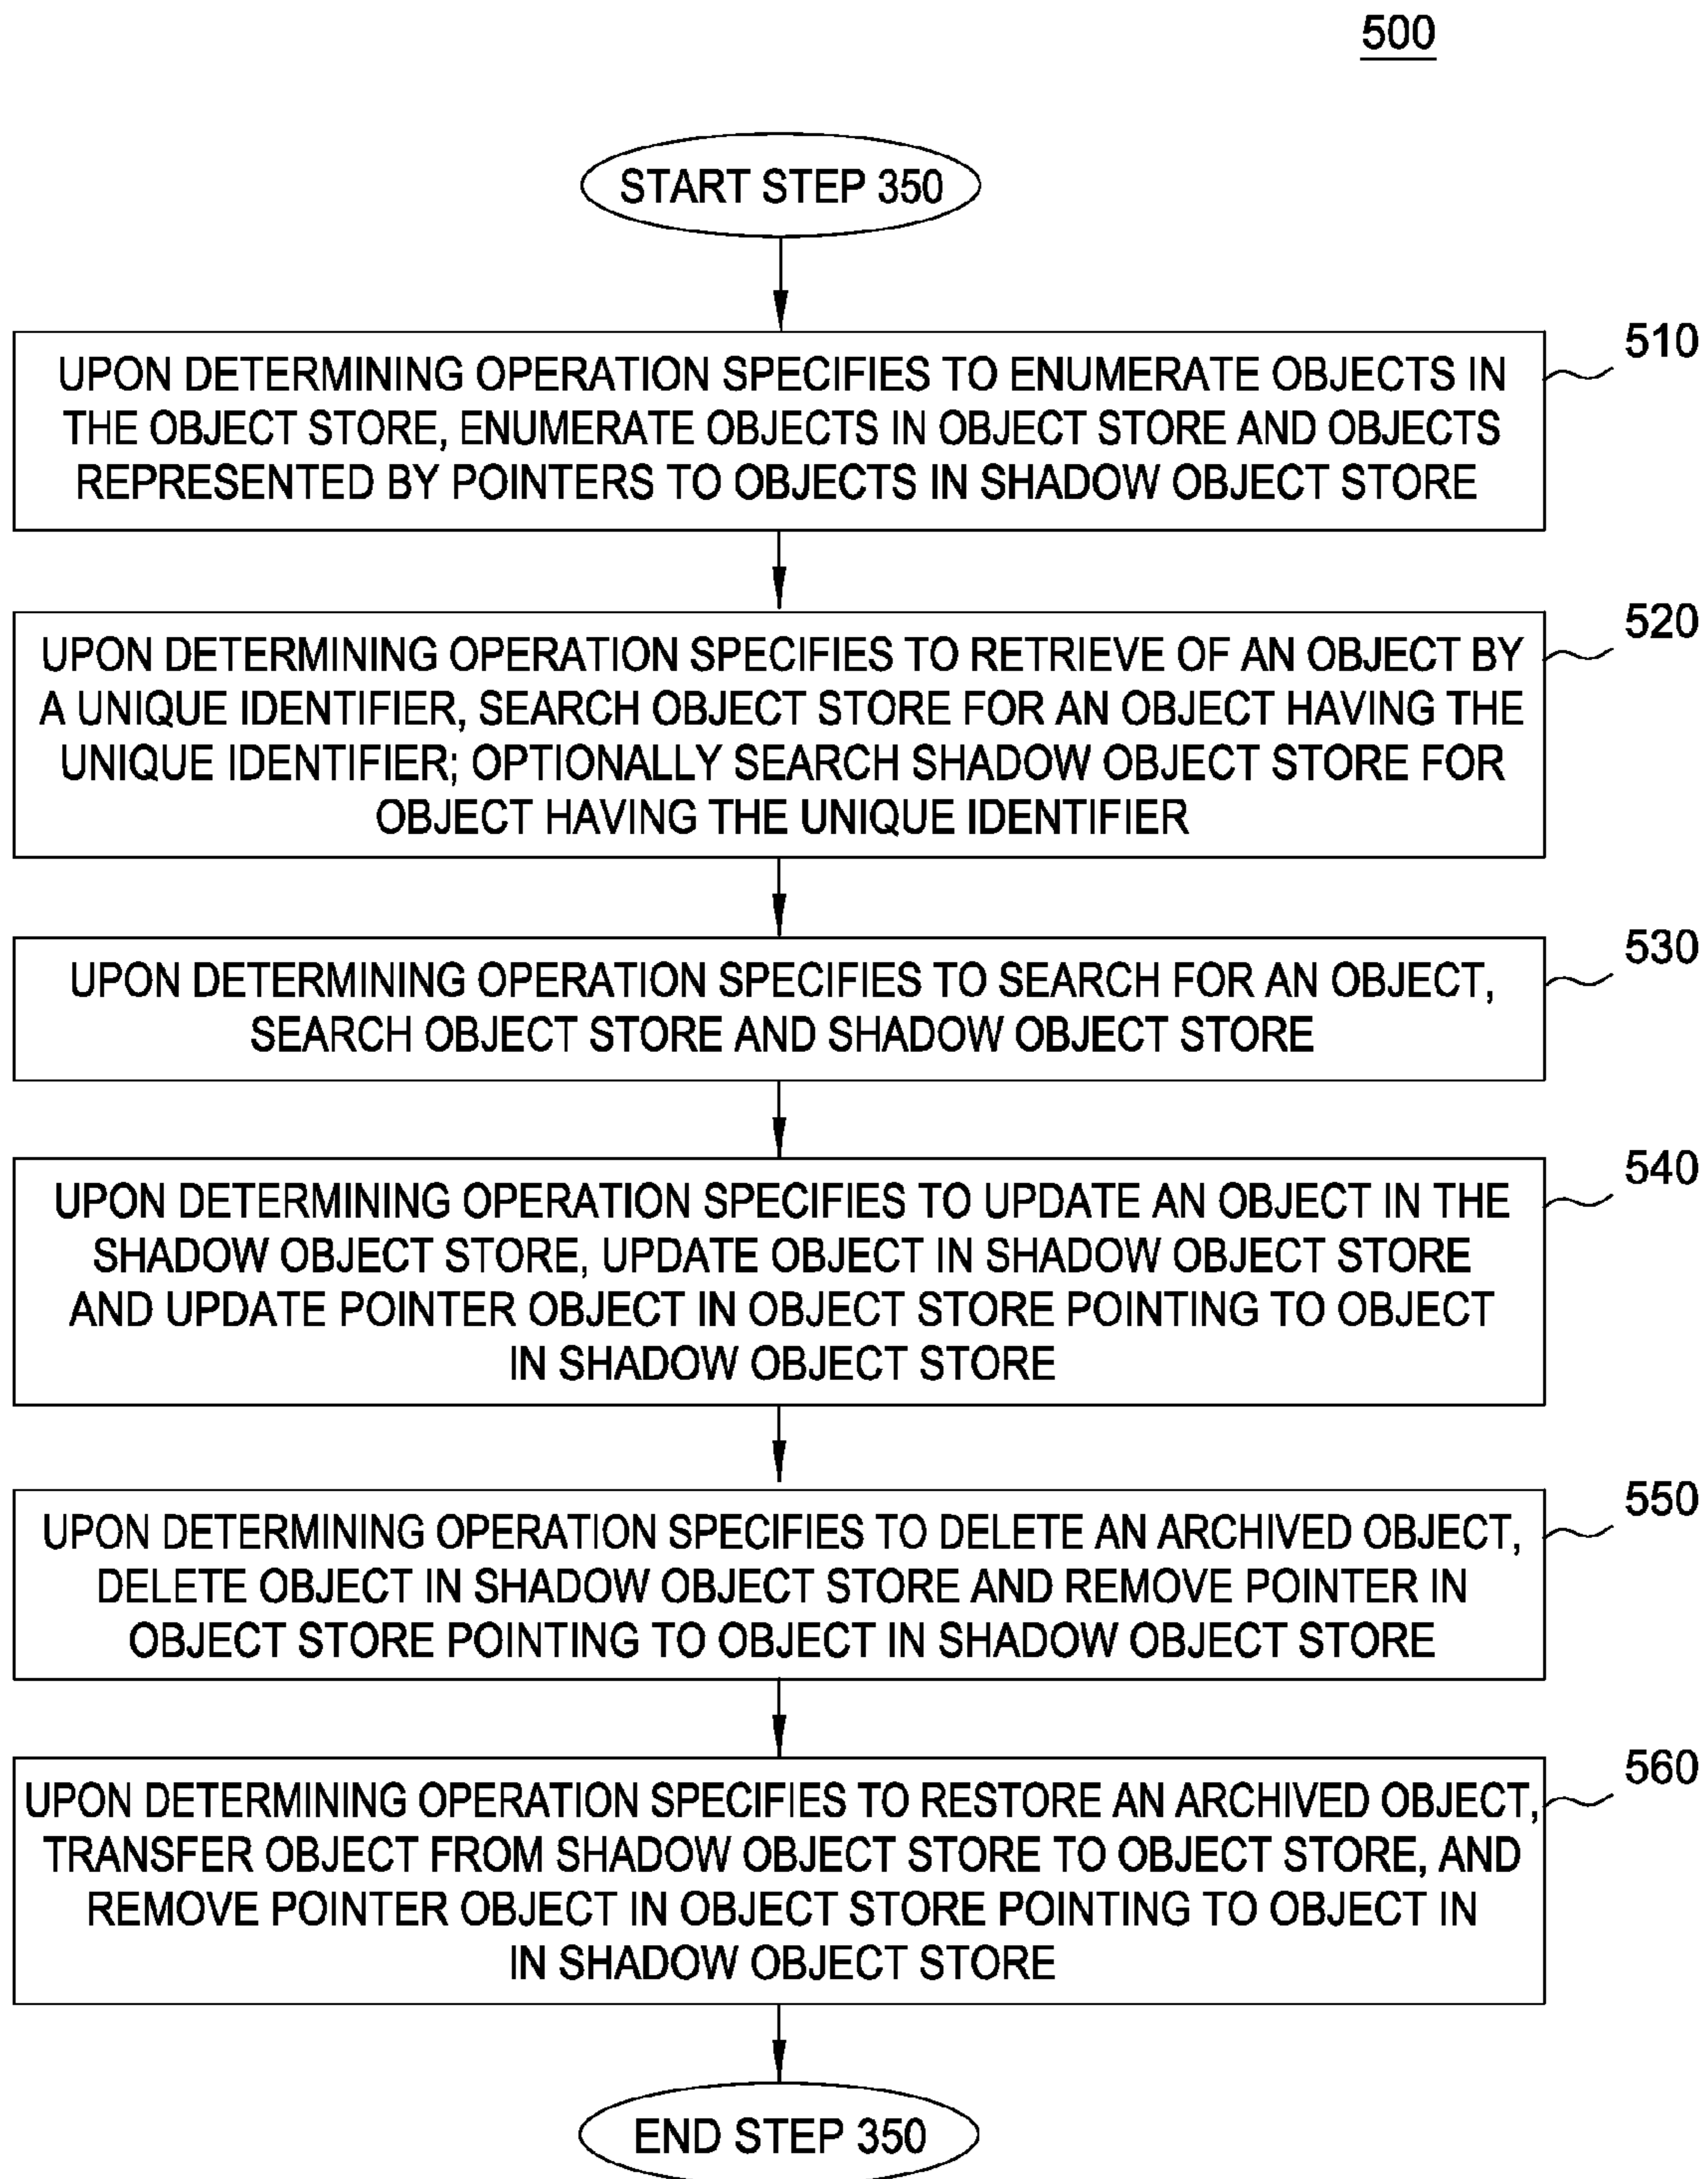 500
START STEP 350
510
UPON DETERMINING OPERATION SPECIFIES TO ENUMERATE OBJECTS IN
THE OBJECT STORE, ENUMERATE OBJECTS IN OBJECT STORE AND OBJECTS
REPRESENTED BY POINTERS TO OBJECTS IN SHADOW OBJECT STORE
520
UPON DETERMINING OPERATION SPECIFIES TO RETRIEVE OF AN OBJECT BY
A UNIQUE IDENTIFIER, SEARCH OBJECT STORE FOR AN OBJECT HAVING THE
UNIQUE IDENTIFIER; OPTIONALLY SEARCH SHADOW OBJECT STORE FOR
OBJECT HAVING THE UNIQUE IDENTIFIER
530
UPON DETERMINING OPERATION SPECIFIES TO SEARCH FOR AN OBJECT,
SEARCH OBJECT STORE AND SHADOW OBJECT STORE
540
UPON DETERMINING OPERATION SPECIFIES TO UPDATE AN OBJECT IN THE
SHADOW OBJECT STORE, UPDATE OBJECT IN SHADOW OBJECT STORE
AND UPDATE POINTER OBJECT IN OBJECT STORE POINTING TO OBJECT
IN SHADOW OBJECT STORE
550
UPON DETERMINING OPERATION SPECIFIES TO DELETE AN ARCHIVED OBJECT,
DELETE OBJECT IN SHADOW OBJECT STORE AND REMOVE POINTER IN
OBJECT STORE POINTING TO OBJECT IN SHADOW OBJECT STORE
560
UPON DETERMINING OPERATION SPECIFIES TO RESTORE AN ARCHIVED OBJECT,
TRANSFER OBJECT FROM SHADOW OBJECT STORE TO OBJECT STORE, AND
REMOVE POINTER OBJECT IN OBJECT STORE POINTING TO OBJECT IN
IN SHADOW OBJECT STORE
END STEP 350